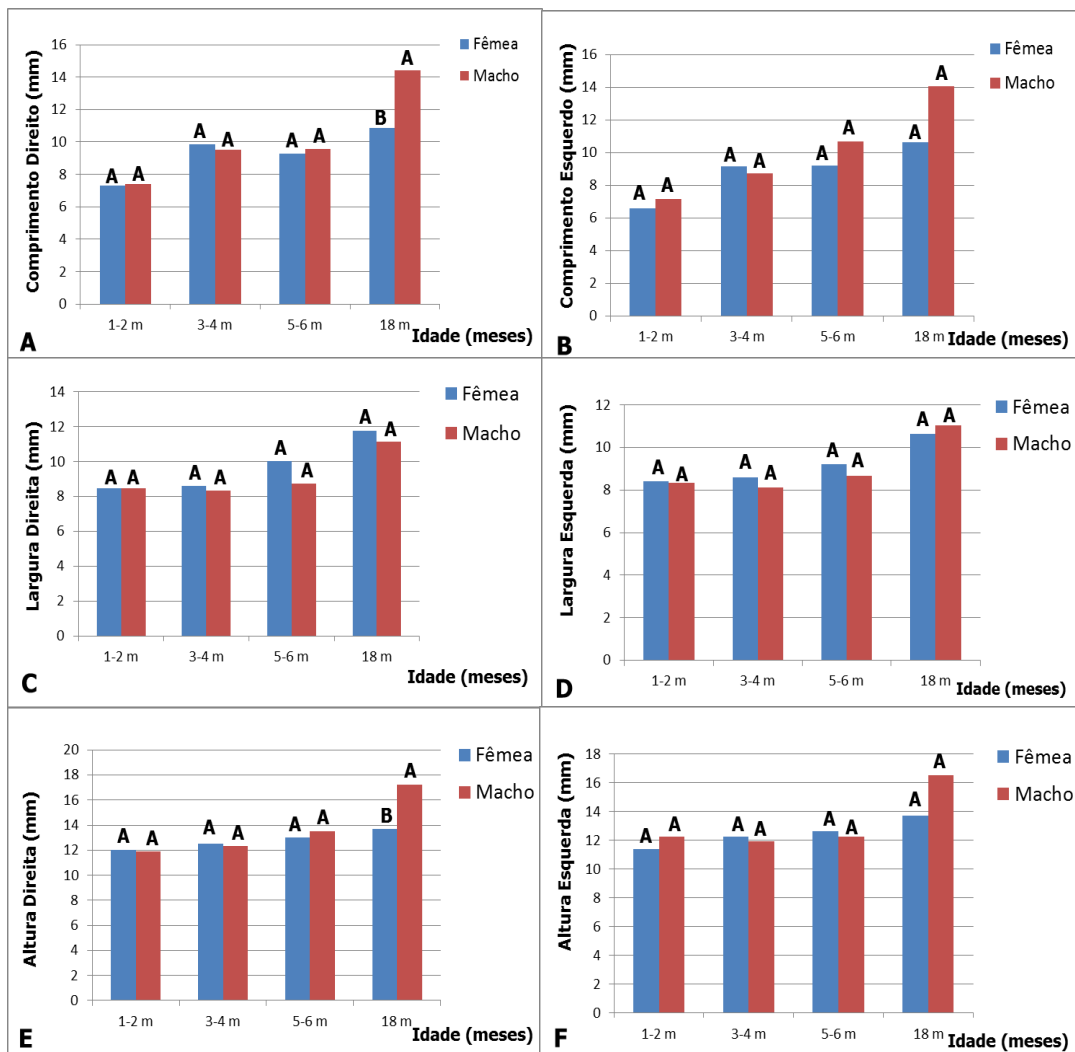 Comprimento Direito (mm)
16
14
12
10
8
6
4
2
0
A A
A A
A A
B A
1-2 m 3-4 m 5-6 m 18 m
Idade (meses)
Fêmea
Macho
A
Comprimento Esquerdo (mm)
16
14
12
10
8
6
4
2
0
A A
A A
A A
A A
1-2 m 3-4 m 5-6 m 18 m
Idade (meses)
Fêmea
Macho
B
Largura Direita (mm)
14
12
10
8
6
4
2
0
A A
A A
A A
A A
1-2 m 3-4 m 5-6 m 18 m
Idade (meses)
Fêmea
Macho
C
Largura Esquerda (mm)
12
10
8
6
4
2
0
A A
A A
A A
A A
1-2 m 3-4 m 5-6 m 18 m
Idade (meses)
Fêmea
Macho
D
Altura Direita (mm)
20
18
16
14
12
10
8
6
4
2
0
A A
A A
A A
B A
1-2 m 3-4 m 5-6 m 18 m
Idade (meses)
Fêmea
Macho
E
Altura Esquerda (mm)
18
16
14
12
10
8
6
4
2
0
A A
A A
A A
A A
1-2 m 3-4 m 5-6 m 18 m
Idade (meses)
Fêmea
Macho
F